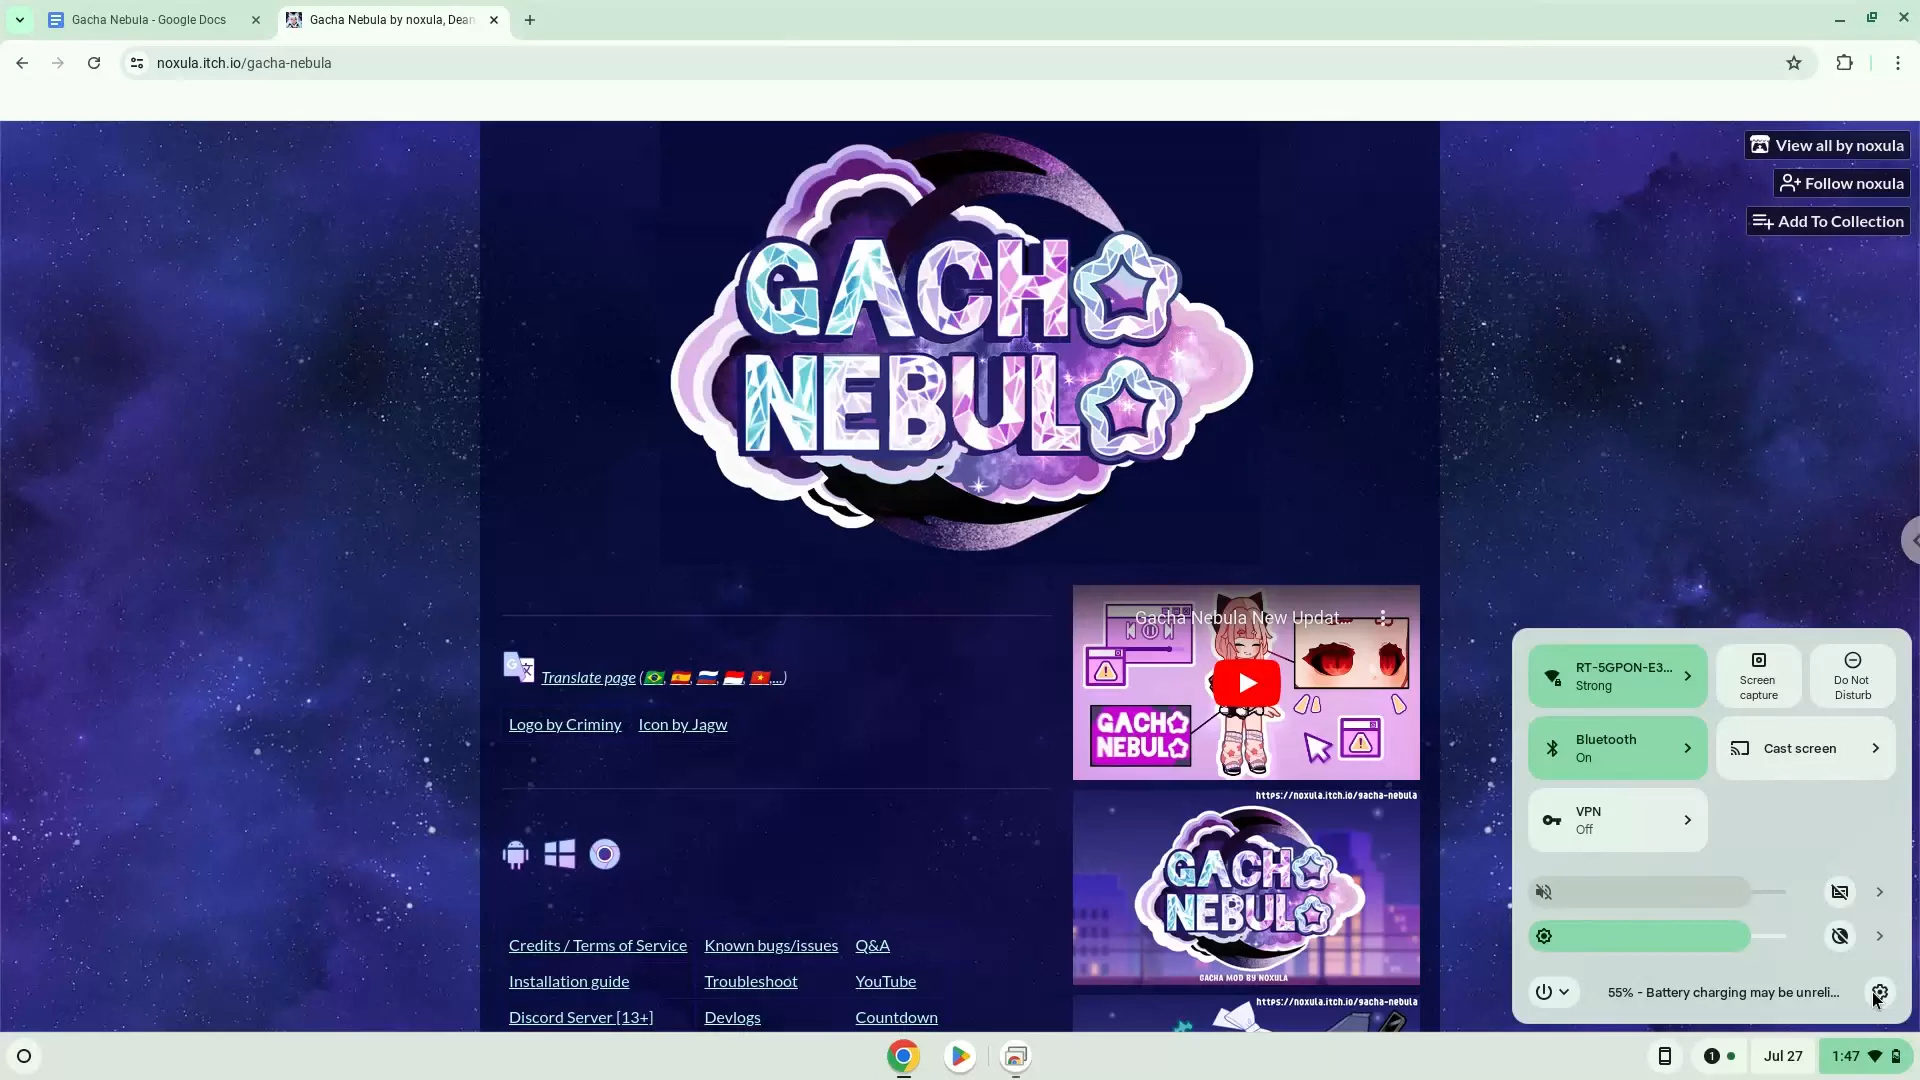 Gacha Nebula - Google Docs
Gacha Nebula by noxula, Dean
noxula.itch.io/gacha-nebula
View all by noxula
Follow noxula
Add To Collection
GACHA
NEBULA
Translate page (
,...)
Logo by Criminy
Icon by Jagw
Credits / Terms of Service
Known bugs/issues
Q&A
Installation guide
Troubleshoot
YouTube
Discord Server [13+]
Devlogs
Countdown
Gacha Nebula New Updat...
GACHA
NEBULA
https://noxula.itch.io/gacha-nebula
GACHA
NEBULA
GACHA MOD BY NOXULA
https://noxula.itch.io/gacha-nebula
RT-5GPON-E3...
Strong
Screen
capture
Do Not
Disturb
Bluetooth
On
Cast screen
VPN
Off
55% - Battery charging may be unreli...
1
Jul 27
1:47